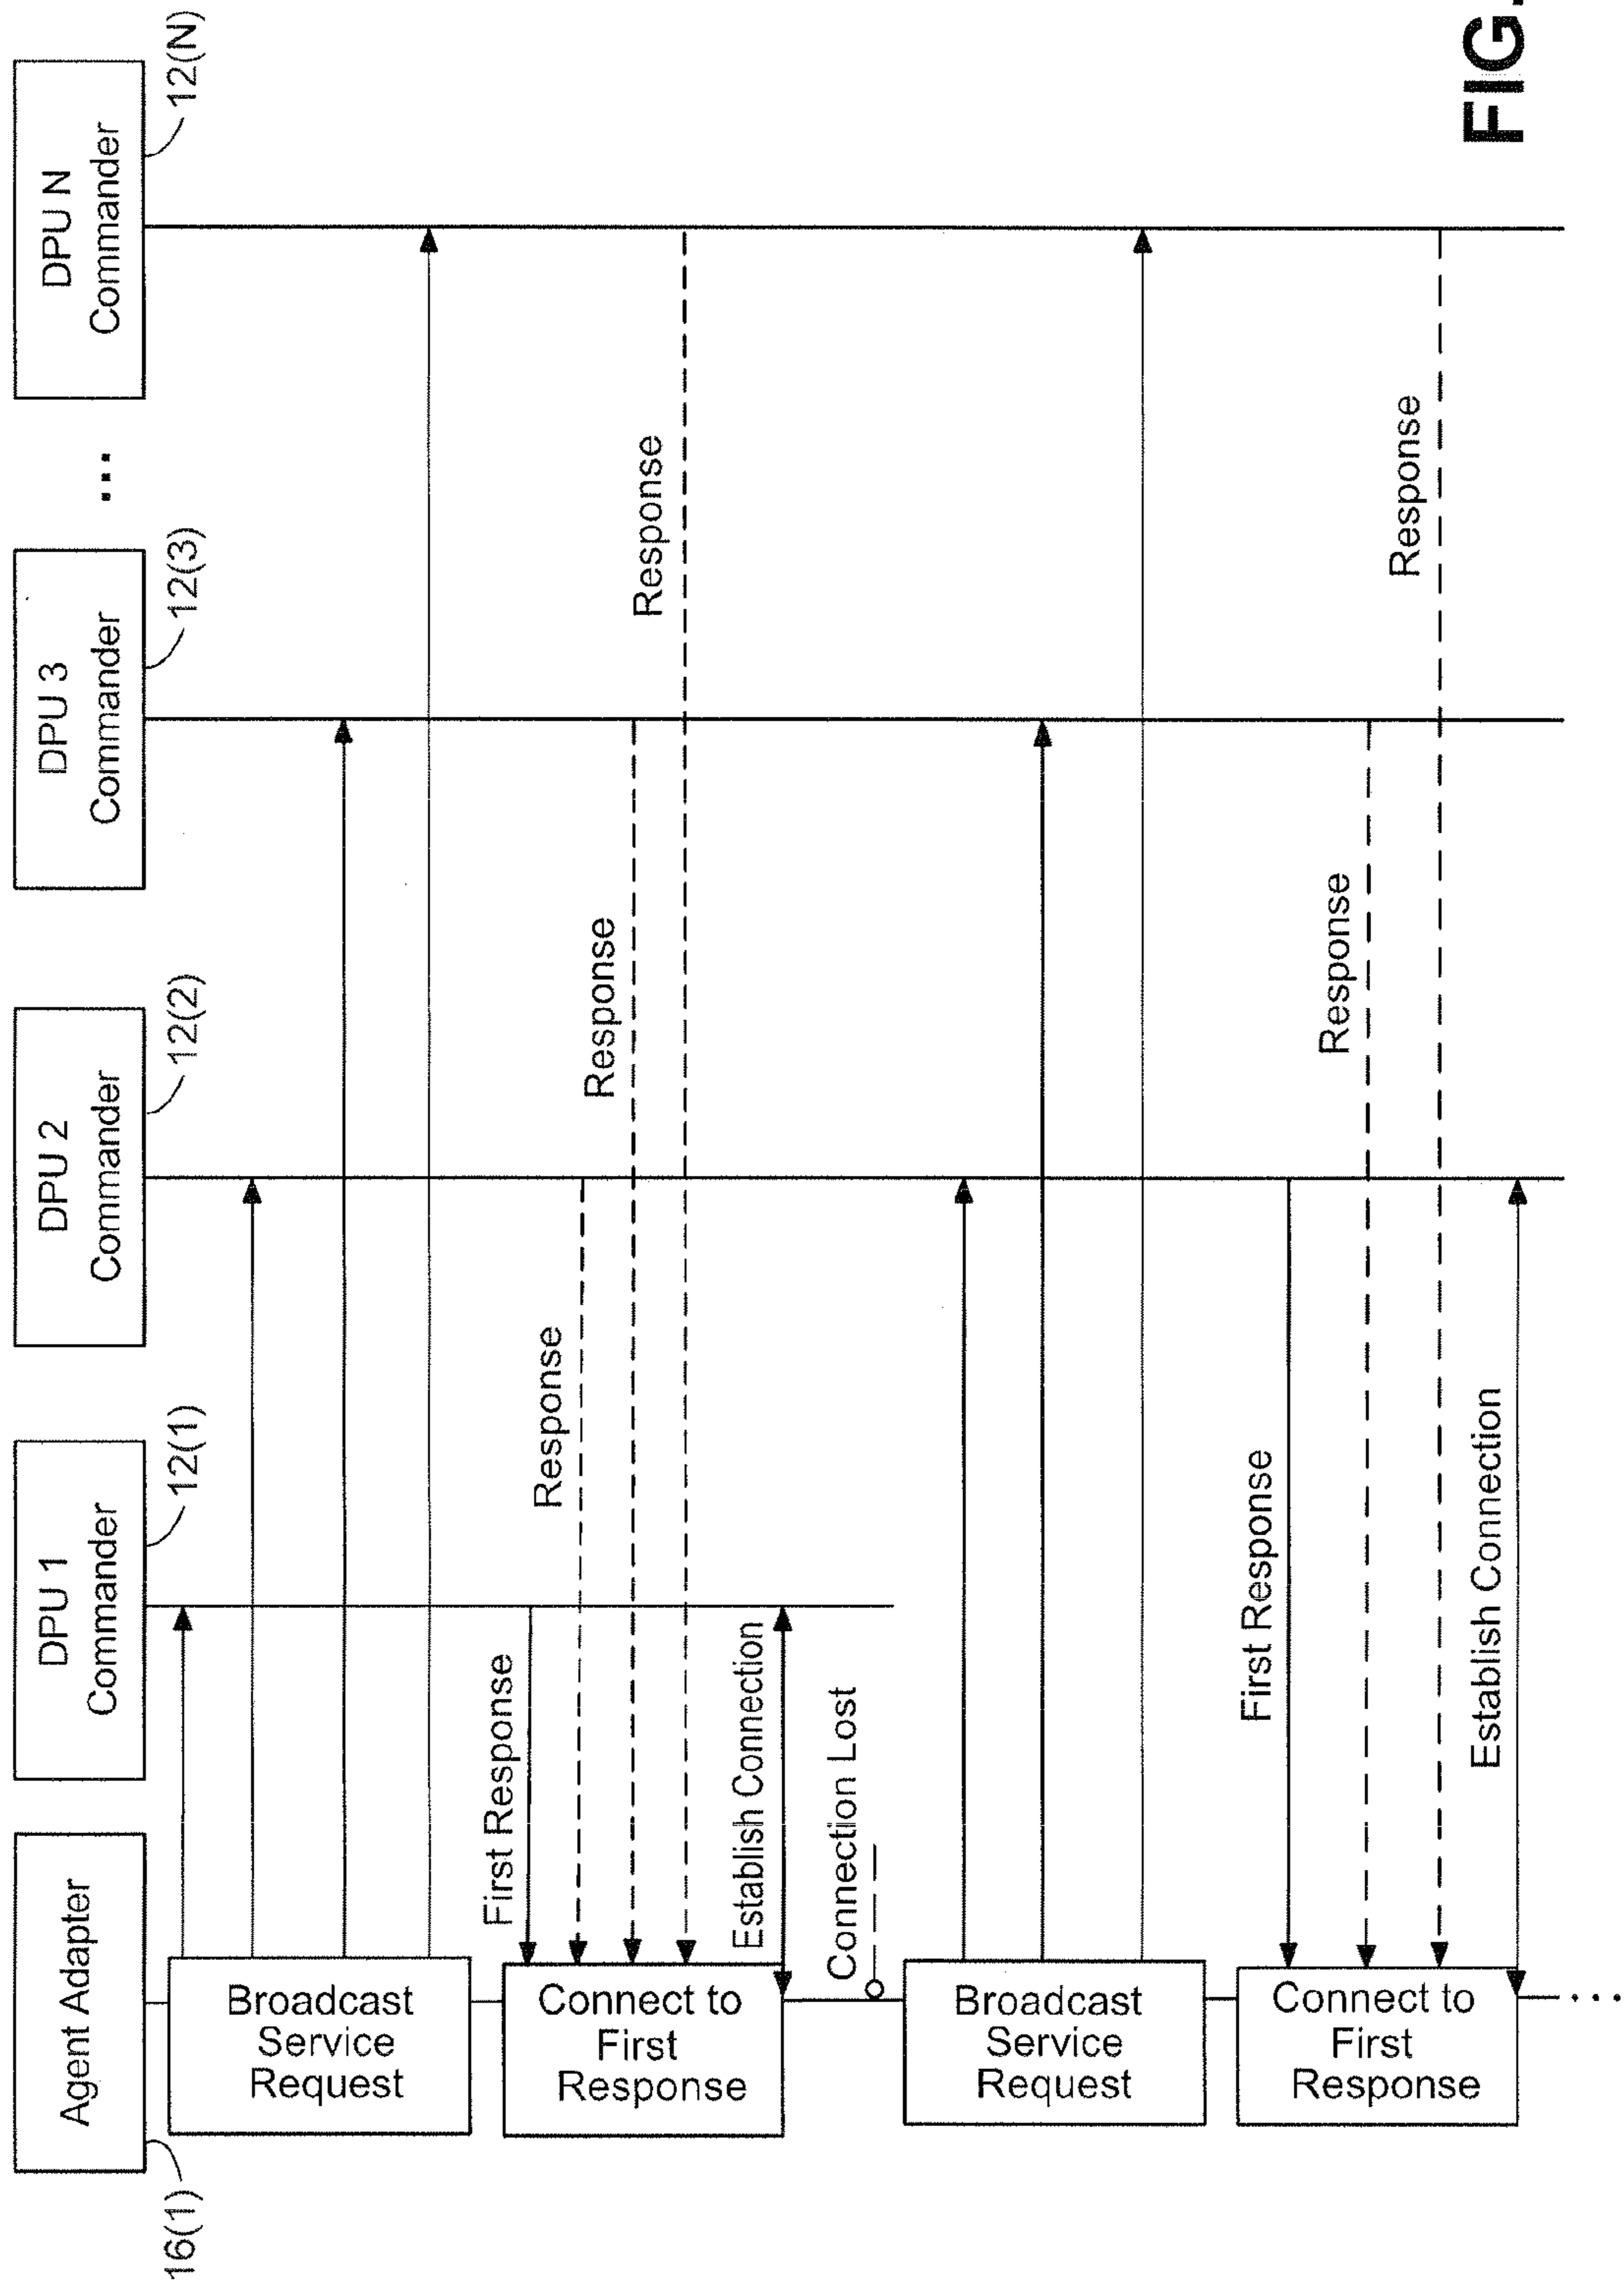 Agent Adapter
16(1)
DPU 1
Commander
12(1)
DPU 2
Commander
12(2)
DPU 3
Commander
12(3)
...
DPU N
Commander
12(N)
Broadcast
Service
Request
First Response
Response
Response
Response
Connect to
First
Response
Establish Connection
Connection Lost
Broadcast
Service
Request
First Response
Response
Response
Connect to
First
Response
Establish Connection
...
FIG.